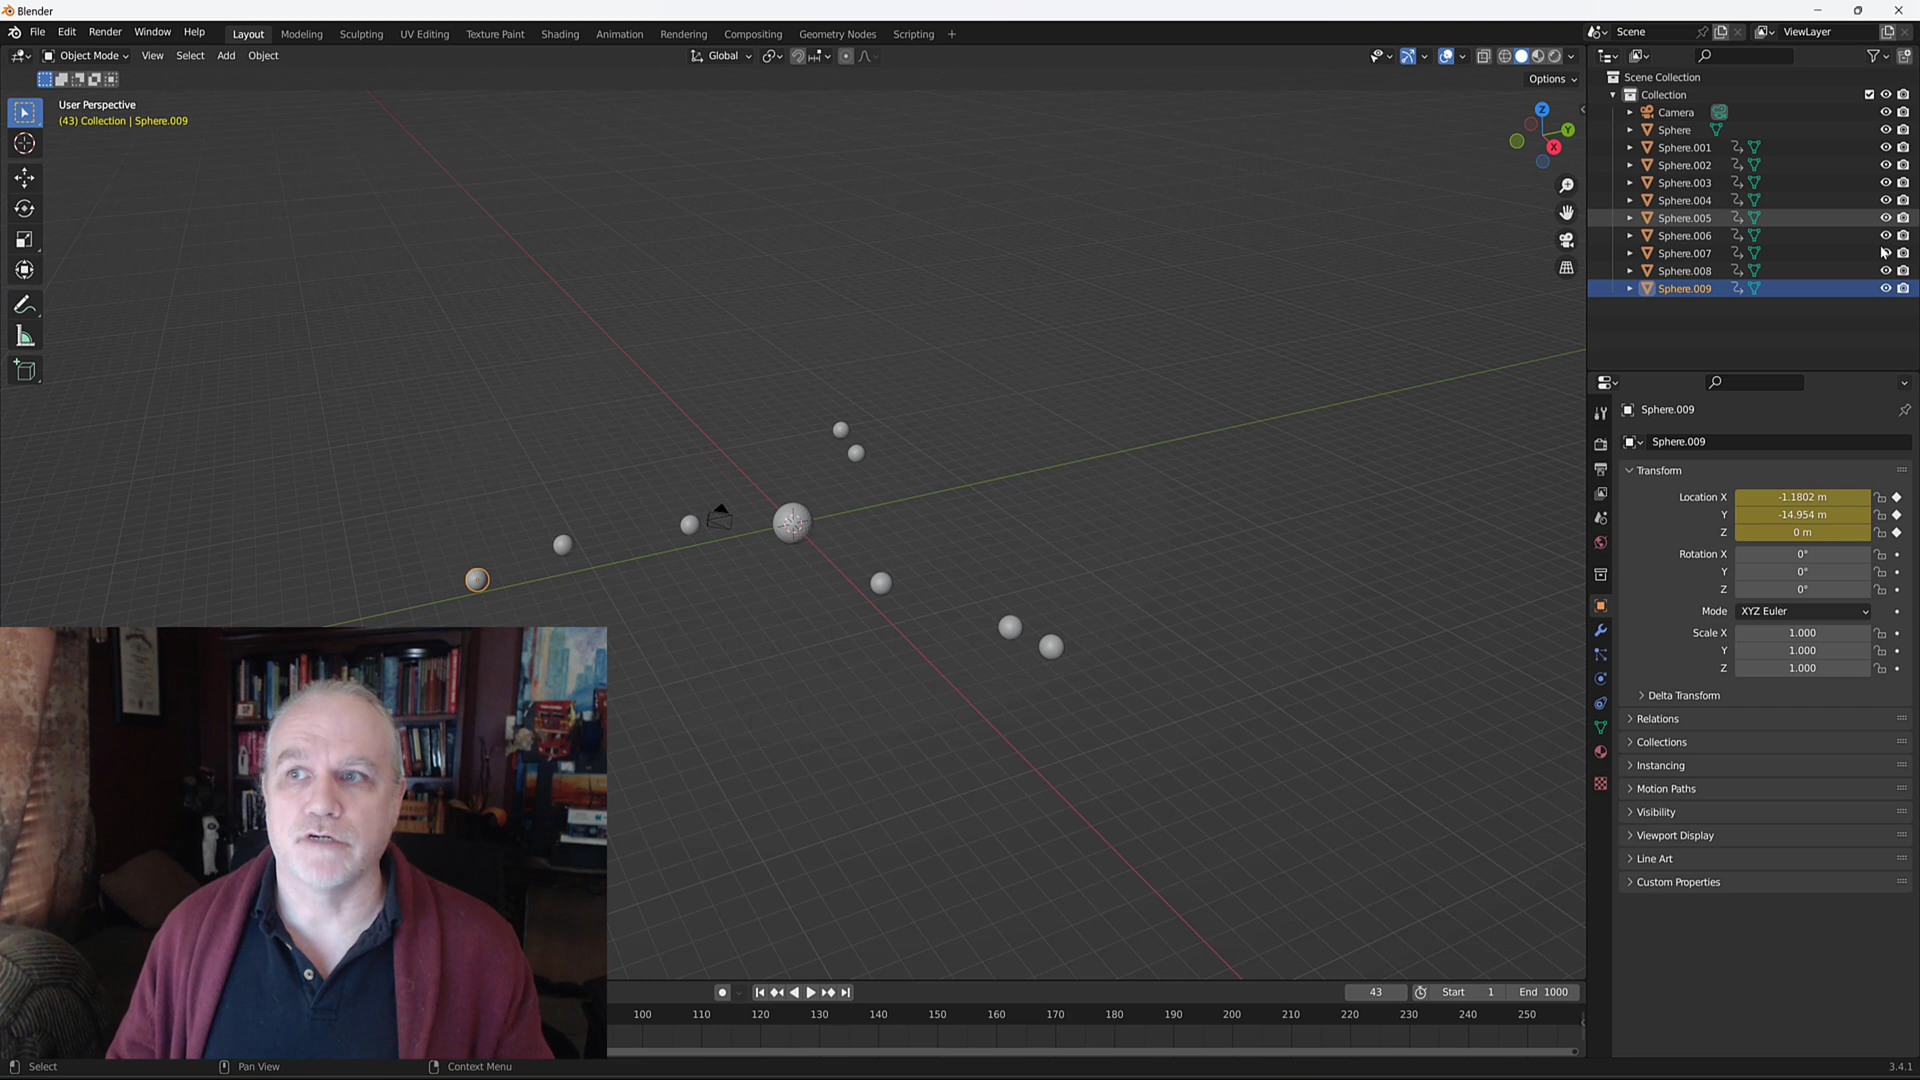 Blender
File Edit Render Window Help Layout Modeling Sculpting UV Editing Texture Paint Shading Animation Rendering Compositing Geometry Nodes Scripting + Scene ViewLayer
Object Mode View Select Add Object Global
Options
User Perspective
(43) Collection | Sphere.009
Z
Y
X
Scene Collection
Collection
Camera
Sphere
Sphere.001
Sphere.002
Sphere.003
Sphere.004
Sphere.005
Sphere.006
Sphere.007
Sphere.008
Sphere.009
Sphere.009
Sphere.009
Transform
Location X -1.1802 m
Y -14.954 m
Z 0 m
Rotation X 0°
Y 0°
Z 0°
Mode XYZ Euler
Scale X 1.000
Y 1.000
Z 1.000
Delta Transform
Relations
Collections
Instancing
Motion Paths
Visibility
Viewport Display
Line Art
Custom Properties
43 Start 1 End 1000
100 110 120 130 140 150 160 170 180 190 200 210 220 230 240 250
Select Pan View Context Menu 3.4.1